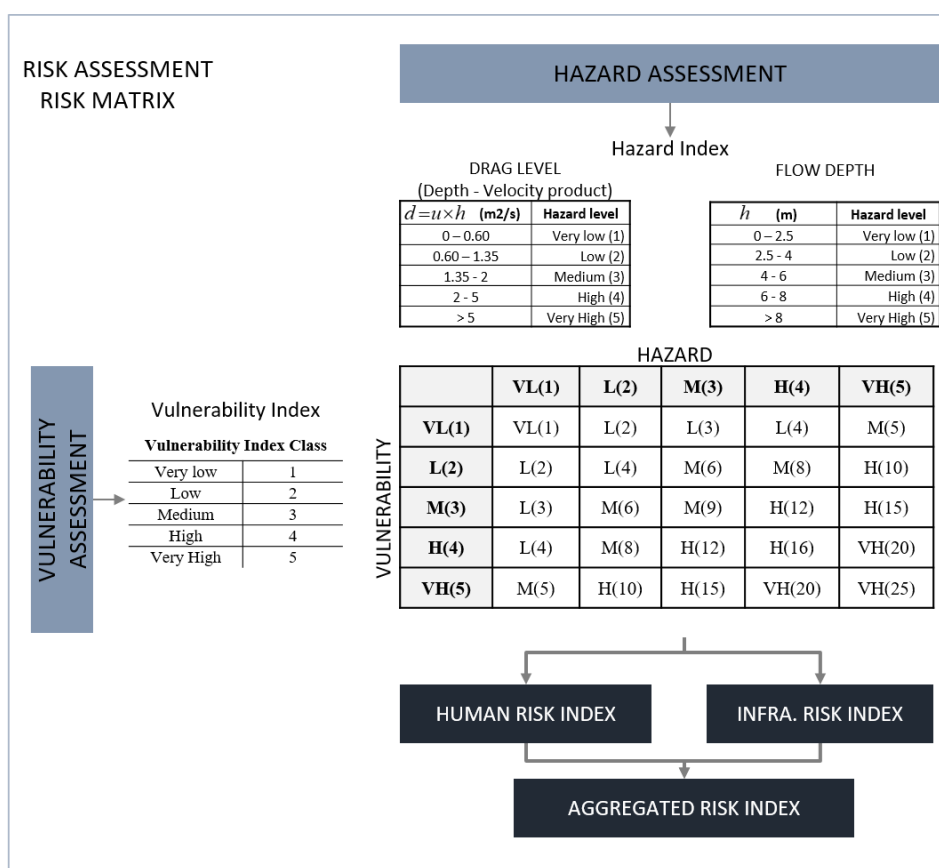 RISK ASSESSMENT
RISK MATRIX
HAZARD ASSESSMENT
Hazard Index
DRAG LEVEL
(Depth - Velocity product)
d=u×h (m2/s) Hazard level
0 – 0.60 Very low (1)
0.60 – 1.35 Low (2)
1.35 - 2 Medium (3)
2 - 5 High (4)
> 5 Very High (5)
FLOW DEPTH
h (m) Hazard level
0 – 2.5 Very low (1)
2.5 - 4 Low (2)
4 - 6 Medium (3)
6 - 8 High (4)
> 8 Very High (5)
VULNERABILITY
ASSESSMENT
Vulnerability Index
Vulnerability Index Class
Very low 1
Low 2
Medium 3
High 4
Very High 5
HAZARD
VULNERABILITY
VL(1) L(2) M(3) H(4) VH(5)
VL(1) VL(1) L(2) L(3) L(4) M(5)
L(2) L(2) L(4) M(6) M(8) H(10)
M(3) L(3) M(6) M(9) H(12) H(15)
H(4) L(4) M(8) H(12) H(16) VH(20)
VH(5) M(5) H(10) H(15) VH(20) VH(25)
HUMAN RISK INDEX
INFRA. RISK INDEX
AGGREGATED RISK INDEX